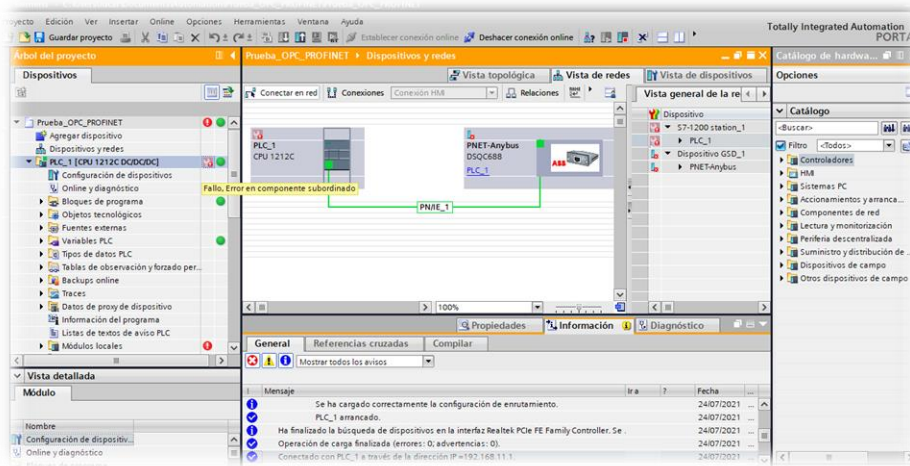 oyecto Edición Ver Insertar Online Opciones Herramientas Ventana Ayuda
Guardar proyecto Establecer conexión online Deshacer conexión online
Totally Integrated Automation
PORTA
Árbol del proyecto
Prueba_OPC_PROFINET Dispositivos y redes
Catálogo de hardwa...
Dispositivos
Vista topológica Vista de redes Vista de dispositivos
Opciones
Conectar en red Conexiones Conexión HMI Relaciones
Vista general de la re
Prueba_OPC_PROFINET
Agregar dispositivo
Dispositivos y redes
PLC_1 [CPU 1212C DC/DC/DC]
Configuración de dispositivos
Online y diagnóstico
Fallo, Error en componente subordinado
Bloques de programa
Objetos tecnológicos
Fuentes externas
Variables PLC
Tipos de datos PLC
Tablas de observación y forzado per...
Backups online
Traces
Datos de proxy de dispositivo
Información del programa
Listas de textos de aviso PLC
Módulos locales
PLC_1
CPU 1212C
PNET-Anybus
DSQC688
PLC_1
ABB
PN/IE_1
100%
Dispositivo
S7-1200 station_1
PLC_1
Dispositivo GSD_1
PNET-Anybus
Catálogo
<Buscar>
Filtro <Todos>
Controladores
HMI
Sistemas PC
Accionamientos y arranca...
Componentes de red
Lectura y monitorización
Periferia descentralizada
Suministro y distribución de ..
Dispositivos de campo
Otros dispositivos de campo
Propiedades Información Diagnóstico
General Referencias cruzadas Compilar
Mostrar todos los avisos
! Mensaje Ir a ? Fecha ...
Se ha cargado correctamente la configuración de enrutamiento. 24/07/2021 ...
PLC_1 arrancado. 24/07/2021 ...
Ha finalizado la búsqueda de dispositivos en la interfaz Realtek PCIe FE Family Controller. Se . 24/07/2021 ...
Operación de carga finalizada (errores: 0; advertencias: 0). 24/07/2021 ...
Conectado con PLC_1 a través de la dirección IP=192.168.11.1. 24/07/2021 ...
Vista detallada
Módulo
Nombre
Configuración de dispositiv...
Online y diagnóstico